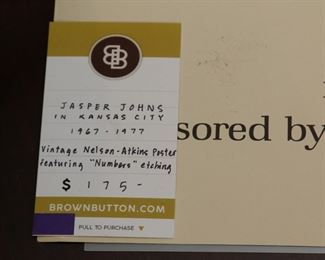 BB
JASPER JOHNS
IN KANSAS CITY
1967 - 1977
Vintage Nelson-Atkins Poster
featuring "Numbers" etching
$ 175-
BROWNBUTTON.COM
PULL TO PURCHASE ▼
sored by